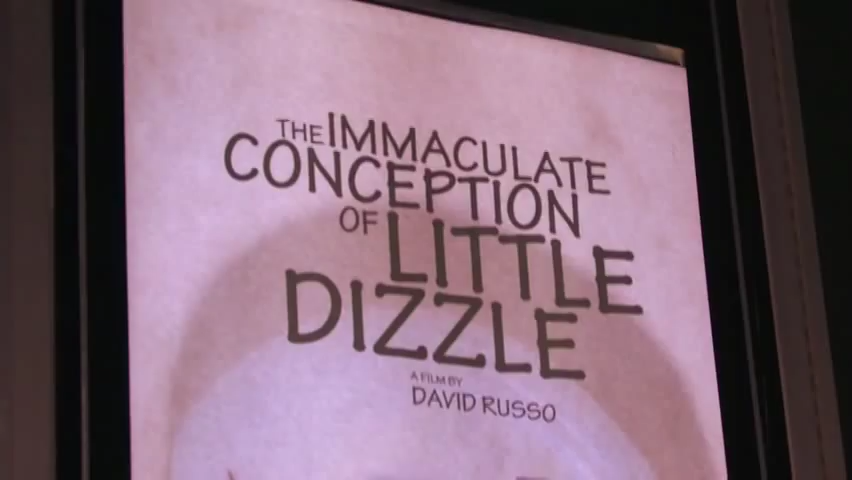 THE IMMACULATE
CONCEPTION
OF LITTLE
DIZZLE
A FILM BY
DAVID RUSSO